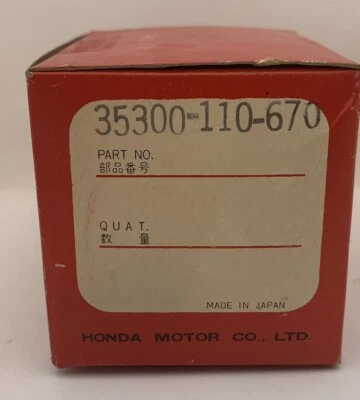 35300-110-670
PART NO.
部品番号
QUAT.
数量
MADE IN JAPAN
HONDA MOTOR CO., LTD.